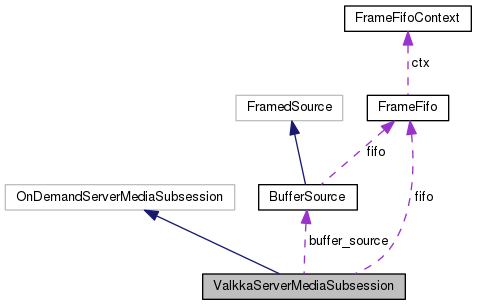 FrameFifoContext
ctx
FramedSource
FrameFifo
fifo
OnDemandServerMediaSubsession
BufferSource
fifo
buffer_source
ValkkaServerMediaSubsession